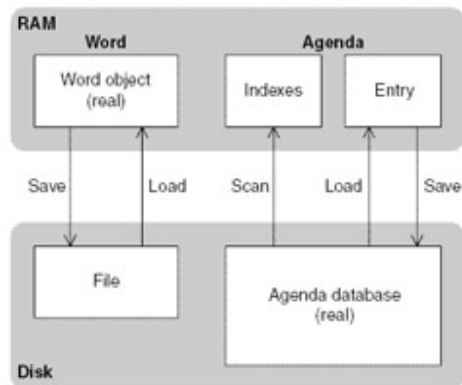 RAM
Word
Agenda
Word object
(real)
Indexes
Entry
Save
Load
Scan
Load
Save
File
Agenda database
(real)
Disk